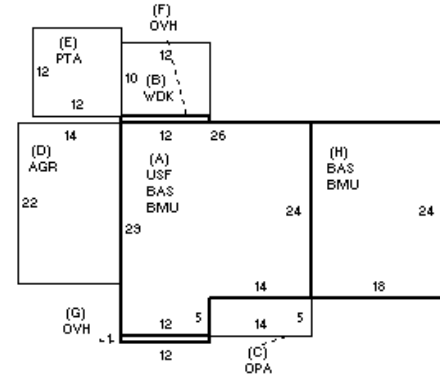 (F)
OVH
(E)
PTA
12
12
12
10
(B)
WDK
14
12
26
(D)
AGR
(A)
USF
BAS
BMU
(H)
BAS
BMU
22
29
24
24
14
18
(G)
OVH
12
5
14
5
1
12
(C)
OPA